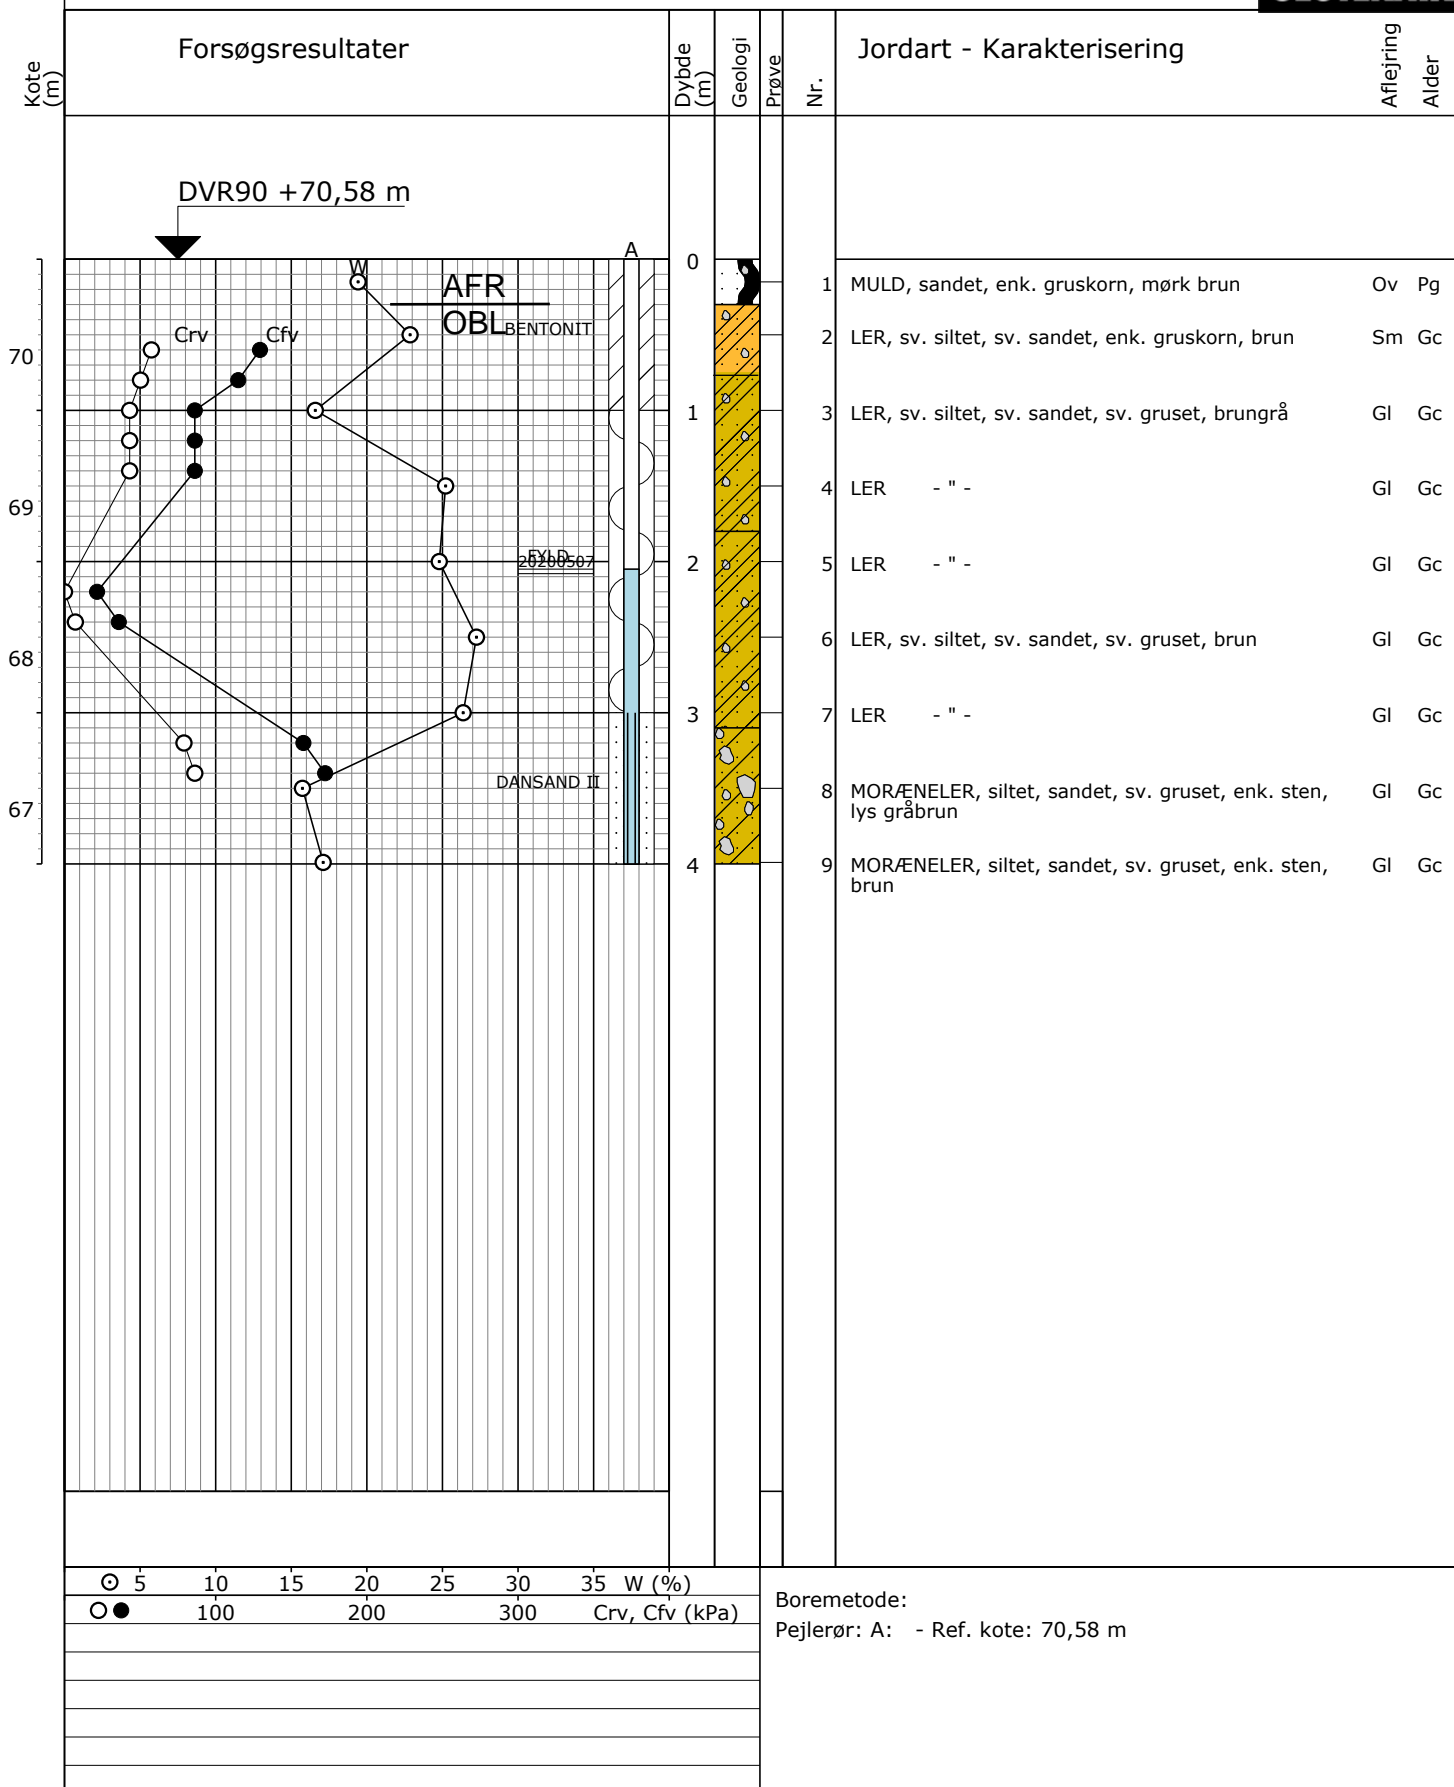 Kote (m)
Forsøgsresultater
Dybde (m)
Geologi
Prøve
Nr.
Jordart - Karakterisering
Aflejring
Alder
DVR90 +70,58 m
A
W
0
AFR
1 MULD, sandet, enk. gruskorn, mørk brun Ov Pg
OBL
BENTONIT
Crv
Cfv
2 LER, sv. siltet, sv. sandet, enk. gruskorn, brun Sm Gc
70
1
3 LER, sv. siltet, sv. sandet, sv. gruset, brungrå Gl Gc
4 LER - " - Gl Gc
69
FYLD
20200507
2
5 LER - " - Gl Gc
6 LER, sv. siltet, sv. sandet, sv. gruset, brun Gl Gc
68
3
7 LER - " - Gl Gc
DANSAND II
8 MORÆNELER, siltet, sandet, sv. gruset, enk. sten, Gl Gc
lys gråbrun
67
4
9 MORÆNELER, siltet, sandet, sv. gruset, enk. sten, Gl Gc
brun
5 10 15 20 25 30 35 W (%)
100 200 300 Crv, Cfv (kPa)
Boremetode:
Pejlerør: A: - Ref. kote: 70,58 m